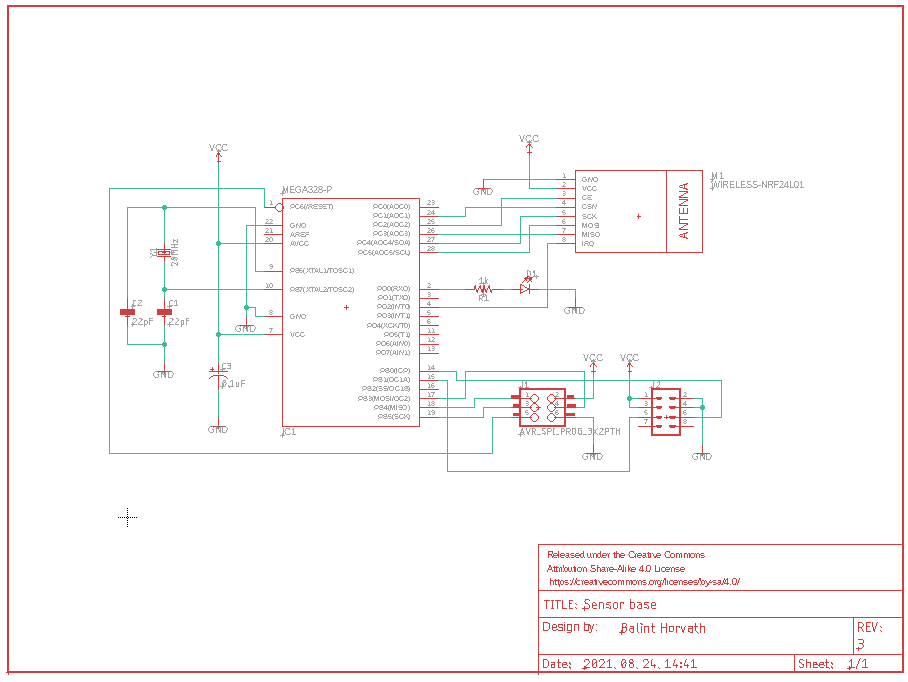 VCC
VCC
MEGA328-P
1 PC6(/RESET)
22 GND
21 AREF
20 AVCC
9 PB6(XTAL1/TOSC1)
10 PB7(XTAL2/TOSC2)
8 GND
7 VCC
PC0(ADC0) 23
PC1(ADC1) 24
PC2(ADC2) 25
PC3(ADC3) 26
PC4(ADC4/SDA) 27
PC5(ADC5/SCL) 28
PD0(RXD) 2
PD1(TXD) 3
PD2(INT0) 4
PD3(INT1) 5
PD4(XCK/T0) 6
PD5(T1) 11
PD6(AIN0) 12
PD7(AIN1) 13
PB0(ICP) 14
PB1(OC1A) 15
PB2(SS/OC1B) 16
PB3(MOSI/OC2) 17
PB4(MISO) 18
PB5(SCK) 19
IC1
20MHz
C2
22pF
C1
22pF
GND
GND
C3
0.1uF
GND
GND
1 GND
2 VCC
3 CE
4 CSN
5 SCK
6 MOSI
7 MISO
8 IRQ
ANTENNA
M1
WIRELESS-NRF24L01
1k
R1
D1
GND
VCC
VCC
J1
1 2
3 4
5 6
AVR_SPI_PROG_3X2PTH
GND
1 2
3 4
5 6
7 8
GND
Released under the Creative Commons
Attribution Share-Alike 4.0 License
https://creativecommons.org/licenses/by-sa/4.0/
TITLE: Sensor base
Design by: Balint Horvath
REV:
3
Date: 2021. 08. 24. 14:41
Sheet: 1/1